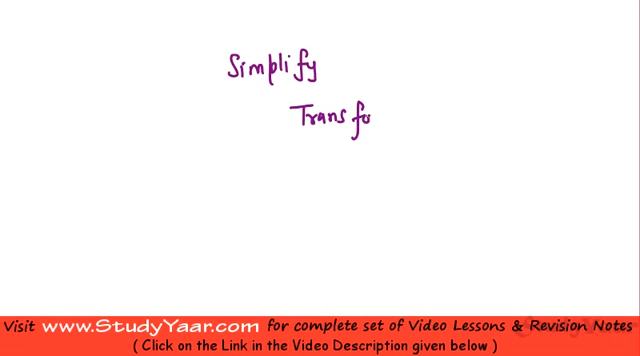 Simplify
Transfo
Visit www.StudyYaar.com for complete set of Video Lessons & Revision Notes
( Click on the Link in the Video Description given below )